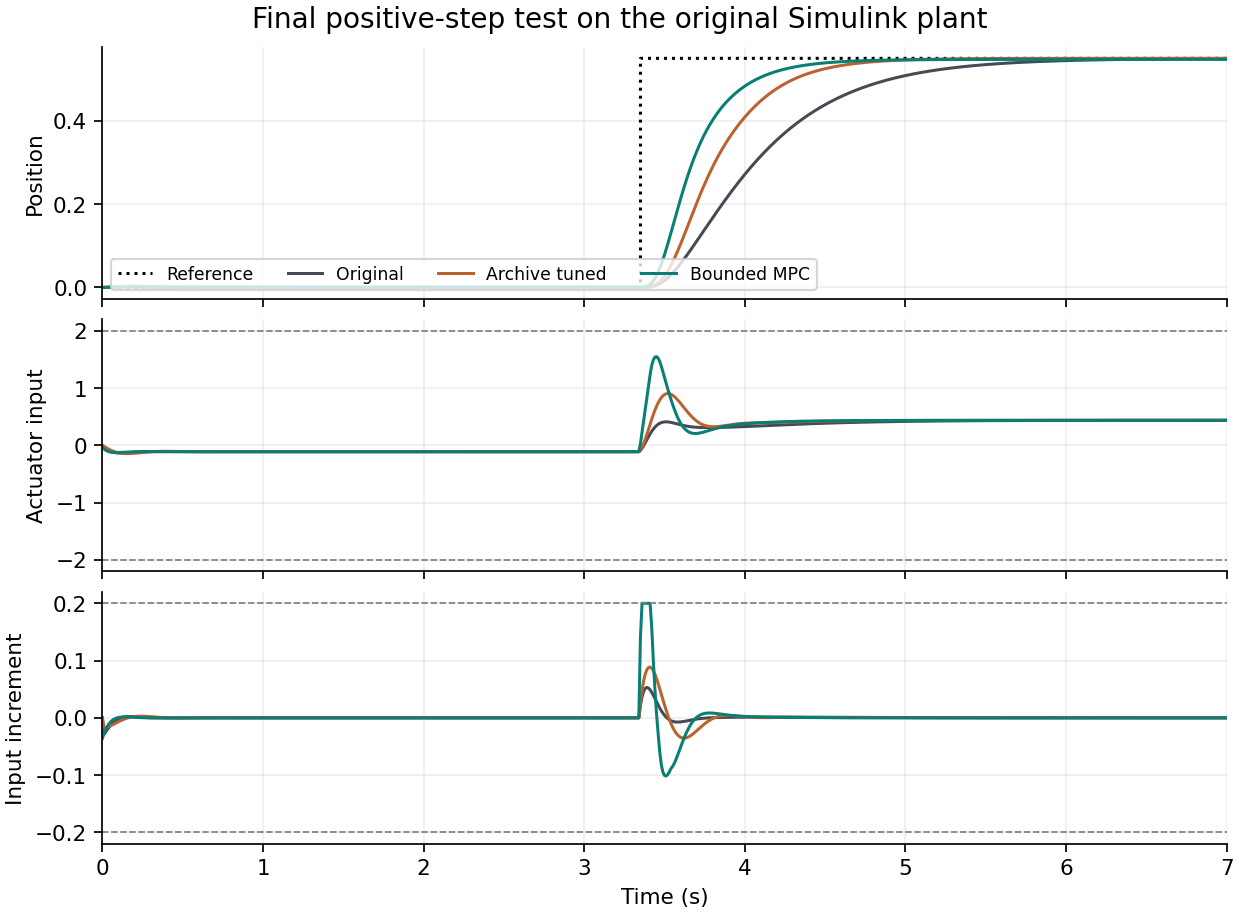 Final positive-step test on the original Simulink plant
Position
0.4
0.2
0.0
Reference
Original
Archive tuned
Bounded MPC
Actuator input
2
1
0
−1
−2
Input increment
0.2
0.1
0.0
−0.1
−0.2
0 1 2 3 4 5 6 7
Time (s)